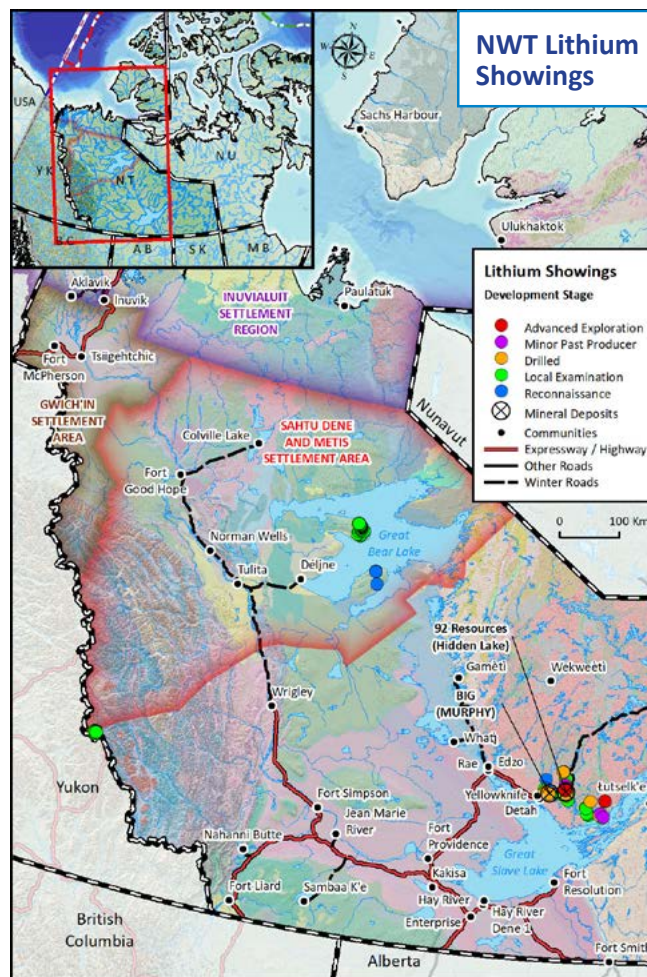 NWT Lithium
Showings
N
W
E
S
USA
YK
NT
NU
BC
AB
SK
MB
Sachs Harbour
Ulukhaktok
Lithium Showings
Development Stage
Advanced Exploration
Minor Past Producer
Drilled
Local Examination
Reconnaissance
Mineral Deposits
Communities
Expressway / Highway
Other Roads
Winter Roads
0
100 Km
Aklavik
Inuvik
INUVIALUIT
SETTLEMENT
REGION
Paulatuk
Fort
McPherson
Tsiigehtchic
GWICH'IN
SETTLEMENT
AREA
Nunavut
Colville Lake
SAHTU DENE
AND METIS
SETTLEMENT AREA
Fort
Good Hope
Norman Wells
Great
Bear Lake
Tulita
Délįne
92 Resources
(Hidden Lake)
Gamètì
Wekweètì
BIG
(MURPHY)
Wrigley
Whatì
Rae
Edzo
Yukon
Łutselk'e
Yellowknife
Detah
Fort Simpson
Jean Marie
River
Nahanni Butte
Fort
Providence
Great
Slave Lake
Fort Liard
Sambaa K'e
Kakisa
Fort
Resolution
Hay River
Enterprise
Hay River
Dene 1
British
Columbia
Alberta
Fort Smith